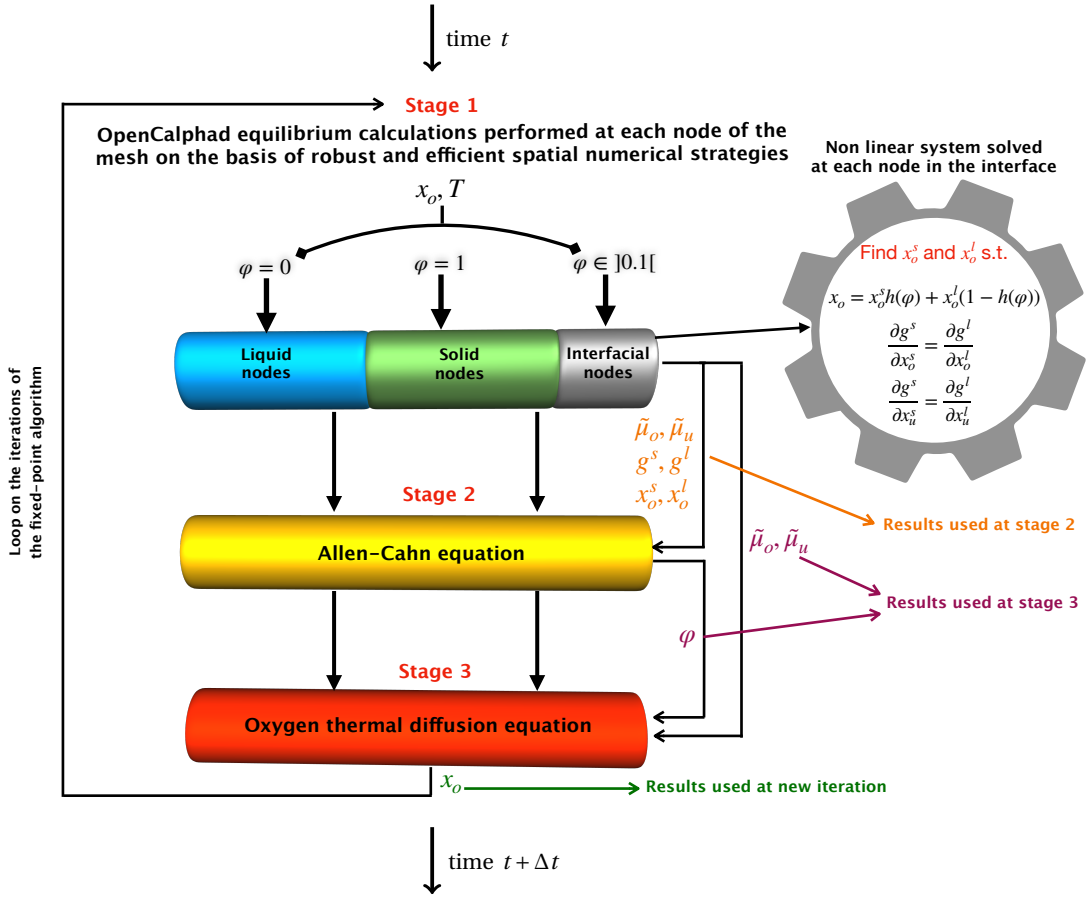 time t
Stage 1
OpenCalphad equilibrium calculations performed at each node of the
mesh on the basis of robust and efficient spatial numerical strategies
x_o, T
φ = 0
φ = 1
φ ∈ ]0.1[
Liquid
nodes
Solid
nodes
Interfacial
nodes
Non linear system solved
at each node in the interface
Find x_o^s and x_o^l s.t.
x_o = x_o^s h(φ) + x_o^l (1 − h(φ))
∂g^s/∂x_o^s = ∂g^l/∂x_o^l
∂g^s/∂x_u^s = ∂g^l/∂x_u^l
μ̃_o, μ̃_u
g^s, g^l
x_o^s, x_o^l
Results used at stage 2
Stage 2
Allen-Cahn equation
μ̃_o, μ̃_u
Results used at stage 3
φ
Stage 3
Oxygen thermal diffusion equation
x_o
Results used at new iteration
Loop on the iterations of
the fixed-point algorithm
time t + Δt